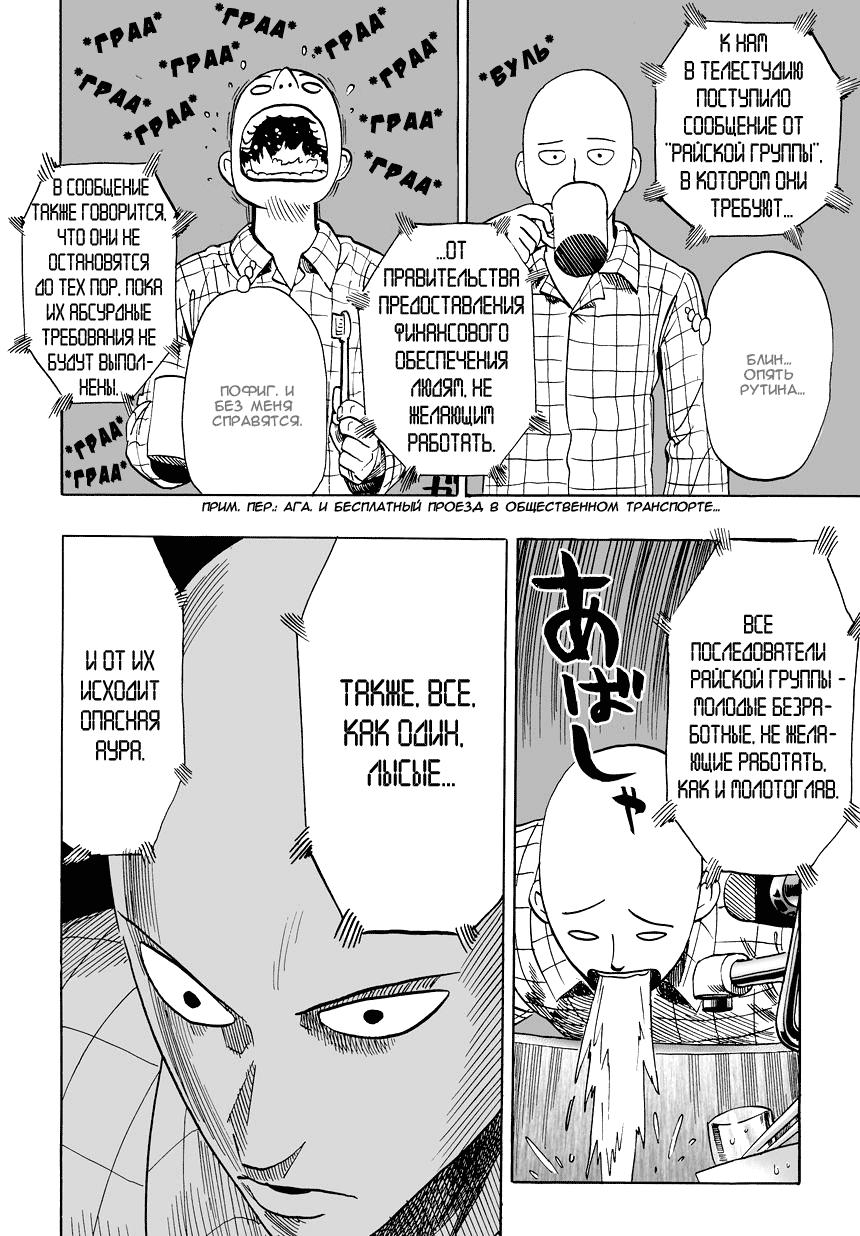 К НАМ
В ТЕЛЕСТУДИЮ
ПОСТУПИЛО
СООБЩЕНИЕ ОТ
"РАЙСКОЙ ГРУППЫ",
В КОТОРОМ ОНИ
ТРЕБУЮТ...
*БУЛЬ*
БЛИН...
ОПЯТЬ
РУТИНА...
...ОТ
ПРАВИТЕЛЬСТВА
ПРЕДОСТАВЛЕНИЯ
ФИНАНСОВОГО
ОБЕСПЕЧЕНИЯ
ЛЮДЯМ, НЕ
ЖЕЛАЮЩИМ
РАБОТАТЬ.
*ГРАА*
*ГРАА*
*ГРАА*
*ГРАА*
*ГРАА*
*ГРАА*
*ГРАА*
*ГРАА*
ПОФИГ. И
БЕЗ МЕНЯ
СПРАВЯТСЯ.
В СООБЩЕНИЕ
ТАКЖЕ ГОВОРИТСЯ,
ЧТО ОНИ НЕ
ОСТАНОВЯТСЯ
ДО ТЕХ ПОР, ПОКА
ИХ АБСУРДНЫЕ
ТРЕБОВАНИЯ НЕ
БУДУТ ВЫПОЛ-
НЕНЫ.
*ГРАА*
*ГРАА*
ПРИМ. ПЕР.: АГА. И БЕСПЛАТНЫЙ ПРОЕЗД В ОБЩЕСТВЕННОМ ТРАНСПОРТЕ...
ВСЕ
ПОСЛЕДОВАТЕЛИ
РАЙСКОЙ ГРУППЫ -
МОЛОДЫЕ БЕЗРА-
БОТНЫЕ, НЕ ЖЕЛА-
ЮЩИЕ РАБОТАТЬ,
КАК И МОЛОТОГЛАВ.
あばしゃ
ТАКЖЕ, ВСЕ,
КАК ОДИН,
ЛЫСЫЕ...
И ОТ ИХ
ИСХОДИТ
ОПАСНАЯ
АУРА.